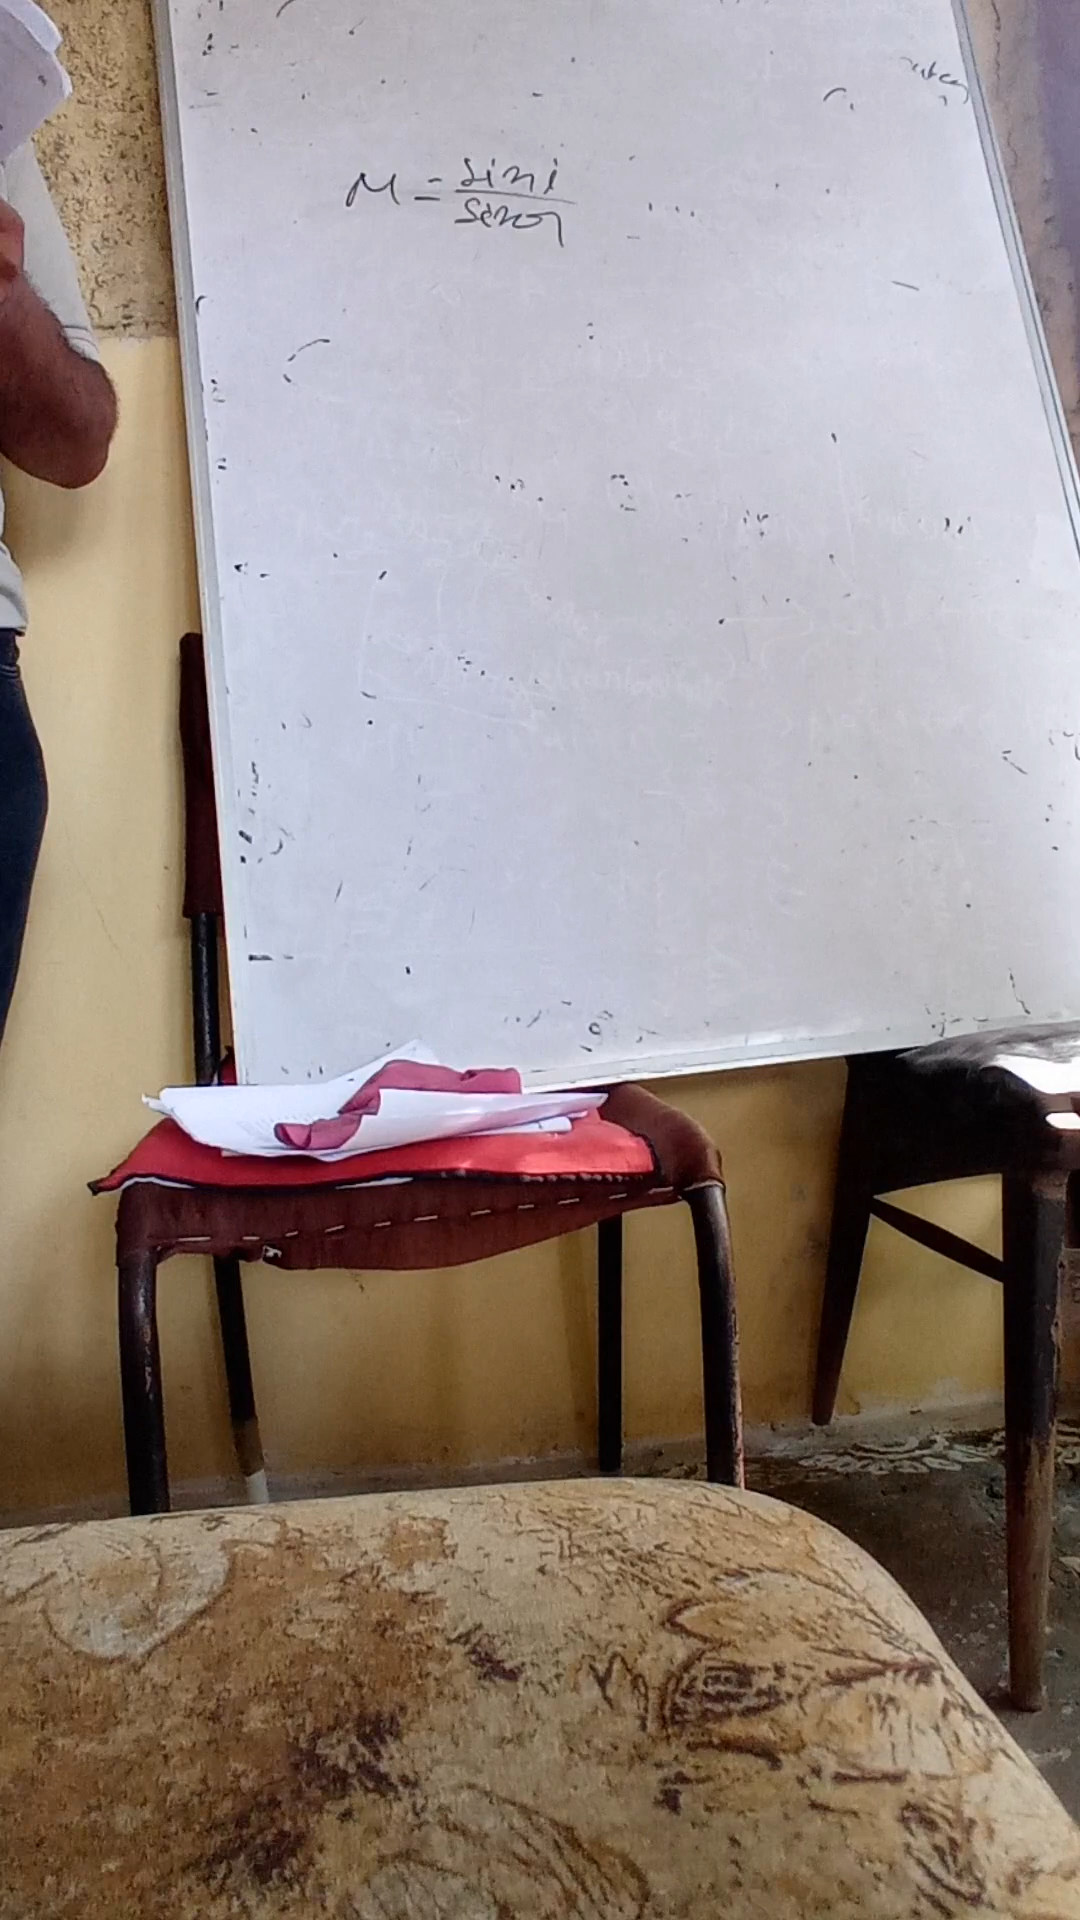 μ = sin i / sin r